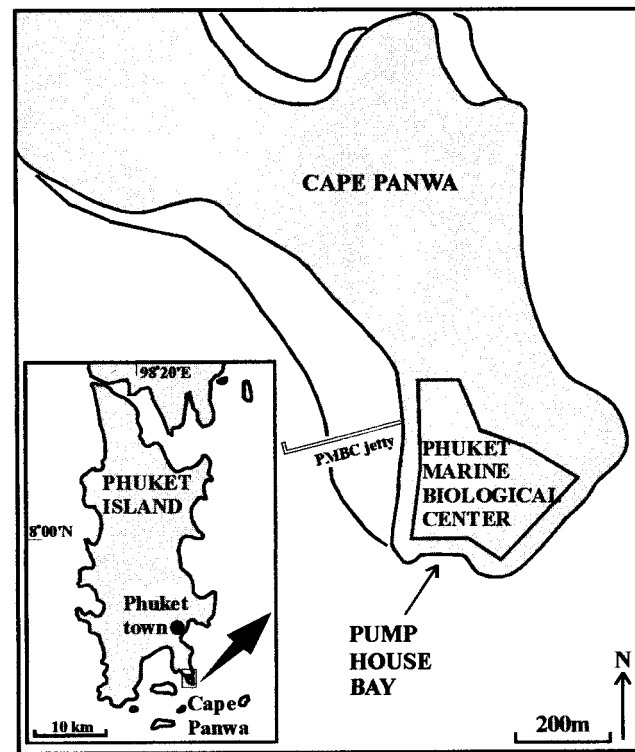 CAPE PANWA
98°20'E
PHUKET
ISLAND
8°00'N
Phuket
town
Cape
Panwa
10 km
PMBC jetty
PHUKET
MARINE
BIOLOGICAL
CENTER
PUMP
HOUSE
BAY
N
200m